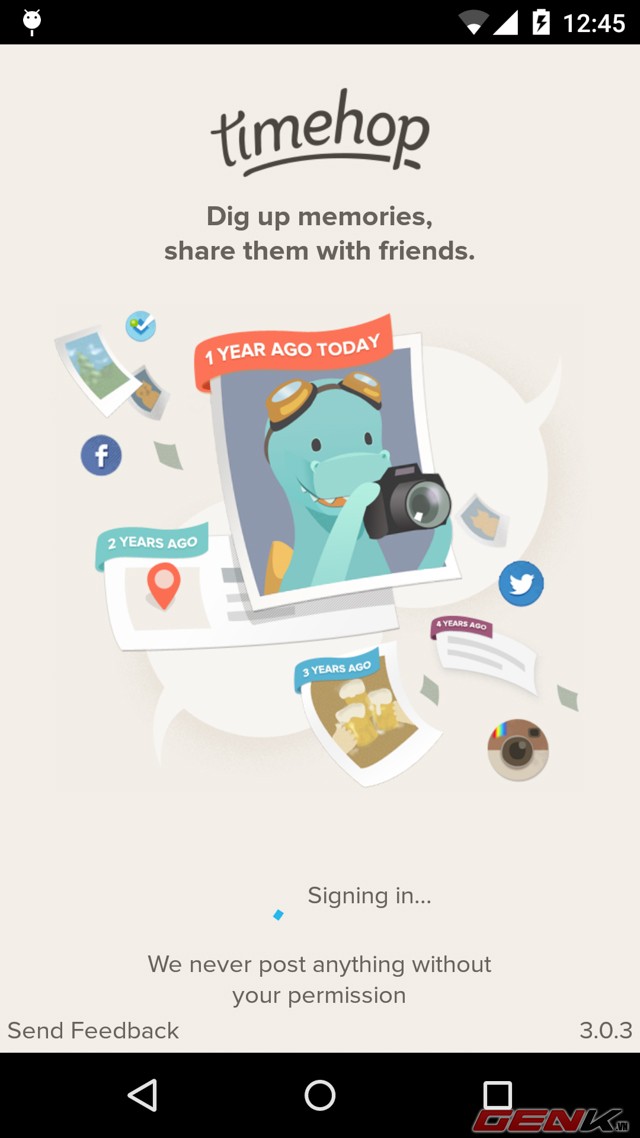 12:45
timehop
Dig up memories,
share them with friends.
1 YEAR AGO TODAY
f
2 YEARS AGO
4 YEARS AGO
3 YEARS AGO
Signing in...
We never post anything without
your permission
Send Feedback
3.0.3
GENK.VN